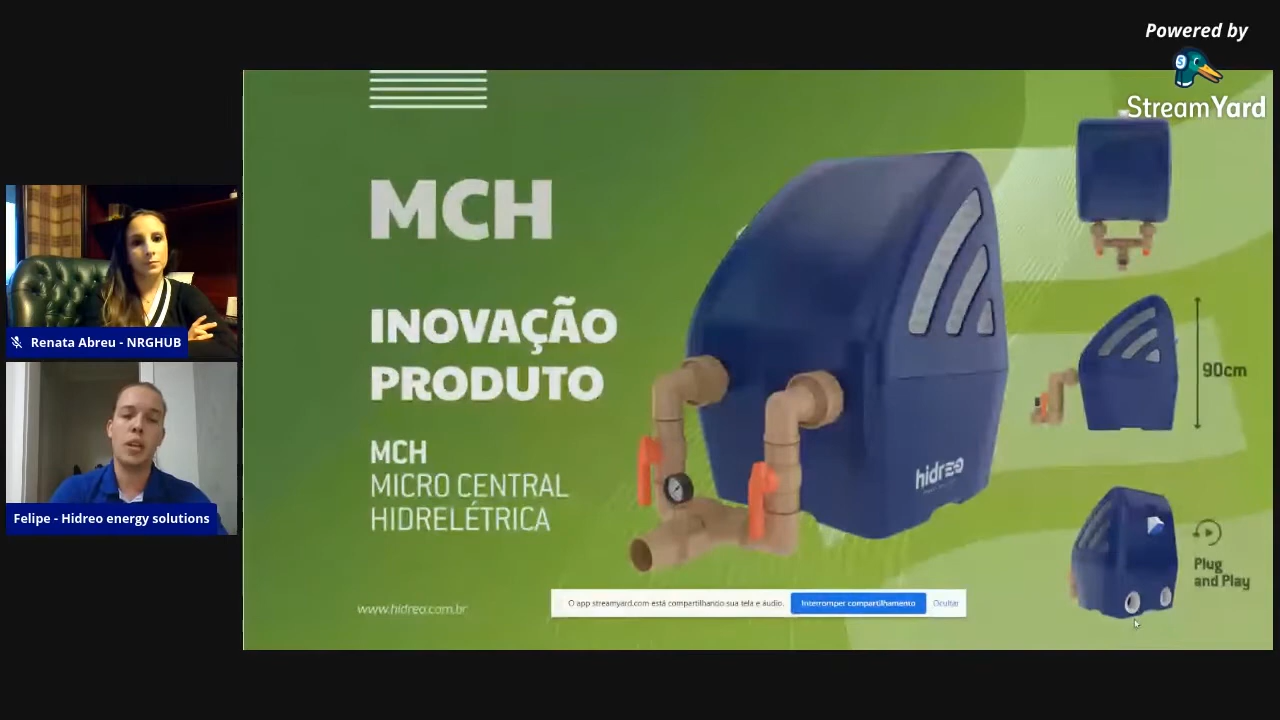 Powered by
StreamYard
MCH
INOVAÇÃO
PRODUTO
MCH
MICRO CENTRAL
HIDRELÉTRICA
www.hidreo.com.br
hidreo
90cm
Plug
and Play
O app streamyard.com está compartilhando sua tela e áudio.
Interromper compartilhamento
Ocultar
Renata Abreu - NRGHUB
Felipe - Hidreo energy solutions